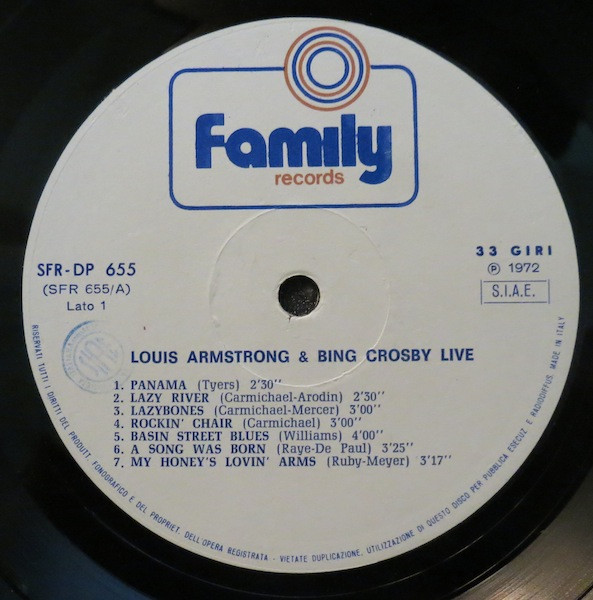 Family
records
SFR-DP 655
(SFR 655/A)
Lato 1
33 GIRI
℗ 1972
S.I.A.E.
LOUIS ARMSTRONG & BING CROSBY LIVE
1. PANAMA (Tyers) 2'30''
2. LAZY RIVER (Carmichael-Arodin) 2'30''
3. LAZYBONES (Carmichael-Mercer) 3'00''
4. ROCKIN' CHAIR (Carmichael) 3'00''
5. BASIN STREET BLUES (Williams) 4'00''
6. A SONG WAS BORN (Raye-De Paul) 3'25''
7. MY HONEY'S LOVIN' ARMS (Ruby-Meyer) 3'17''
RISERVATI TUTTI I DIRITTI DEL PRODUTT. FONOGRAFICO E DEL PROPRIET. DELL'OPERA REGISTRATA - VIETATE DUPLICAZIONE, UTILIZZAZIONE DI QUESTO DISCO PER PUBBLICA ESECUZ. E RADIODIFFUS. MADE IN ITALY